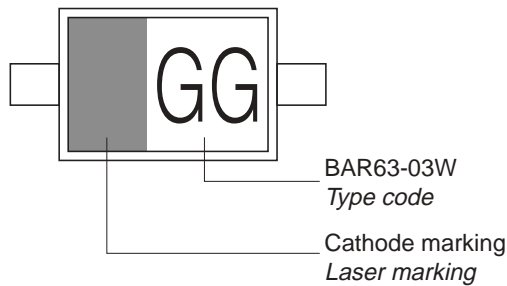 GG
BAR63-03W
Type code
Cathode marking
Laser marking